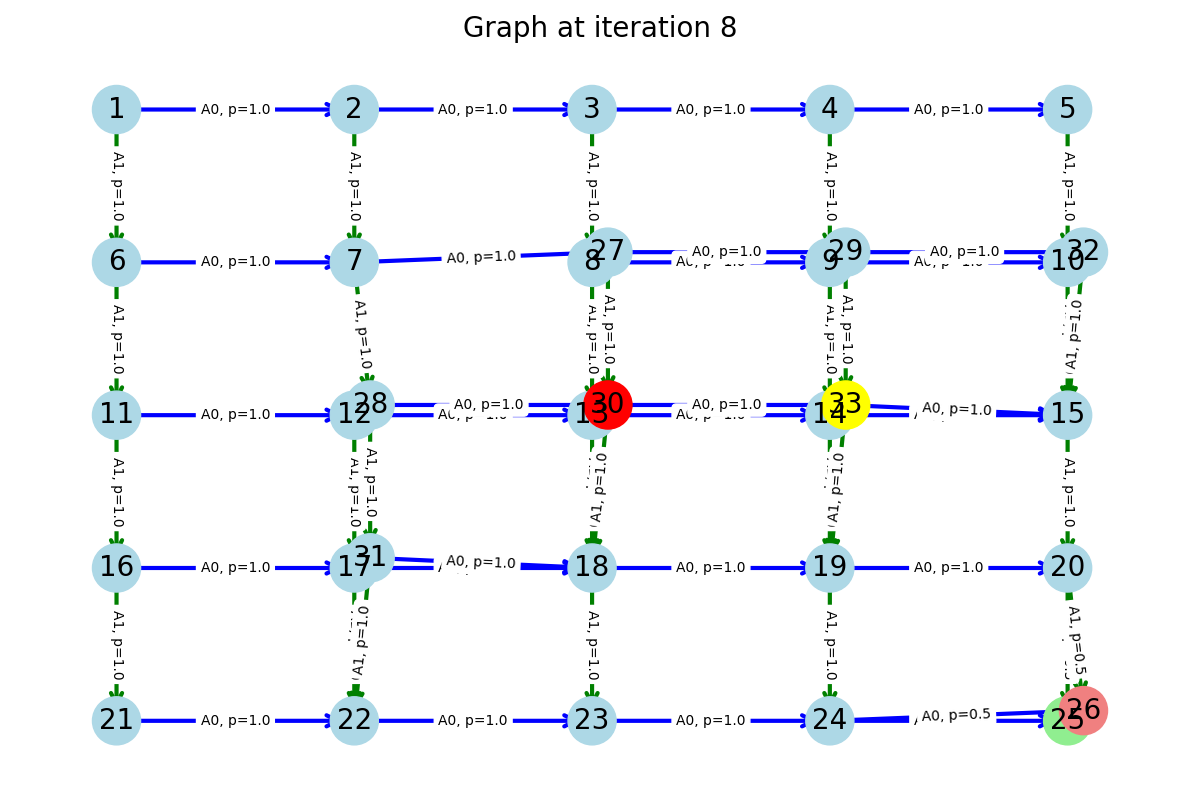 Graph at iteration 8
1 A0, p=1.0 2 A0, p=1.0 3 A0, p=1.0 4 A0, p=1.0 5
A1, p=1.0 A1, p=1.0 A1, p=1.0 A1, p=1.0 A1, p=1.0
27 A0, p=1.0 29 A0, p=1.0 32
6 A0, p=1.0 7 A0, p=1.0 8 A0, p=1.0 9 A0, p=1.0 10
A1, p=1.0 A1, p=1.0 A1, p=1.0 A1, p=1.0 A1, p=1.0 A1, p=1.0 A1, p=1.0
28 A0, p=1.0 30 A0, p=1.0 33 A0, p=1.0
11 A0, p=1.0 12 A0, p=1.0 13 A0, p=1.0 14 15
A1, p=1.0 A1, p=1.0 A1, p=1.0 A1, p=1.0 A1, p=1.0 A1, p=1.0
31 A0, p=1.0
16 A0, p=1.0 17 18 A0, p=1.0 19 A0, p=1.0 20
A1, p=1.0 A1, p=1.0 A1, p=1.0 A1, p=1.0 A1, p=0.5
26
21 A0, p=1.0 22 A0, p=1.0 23 A0, p=1.0 24 A0, p=0.5 25